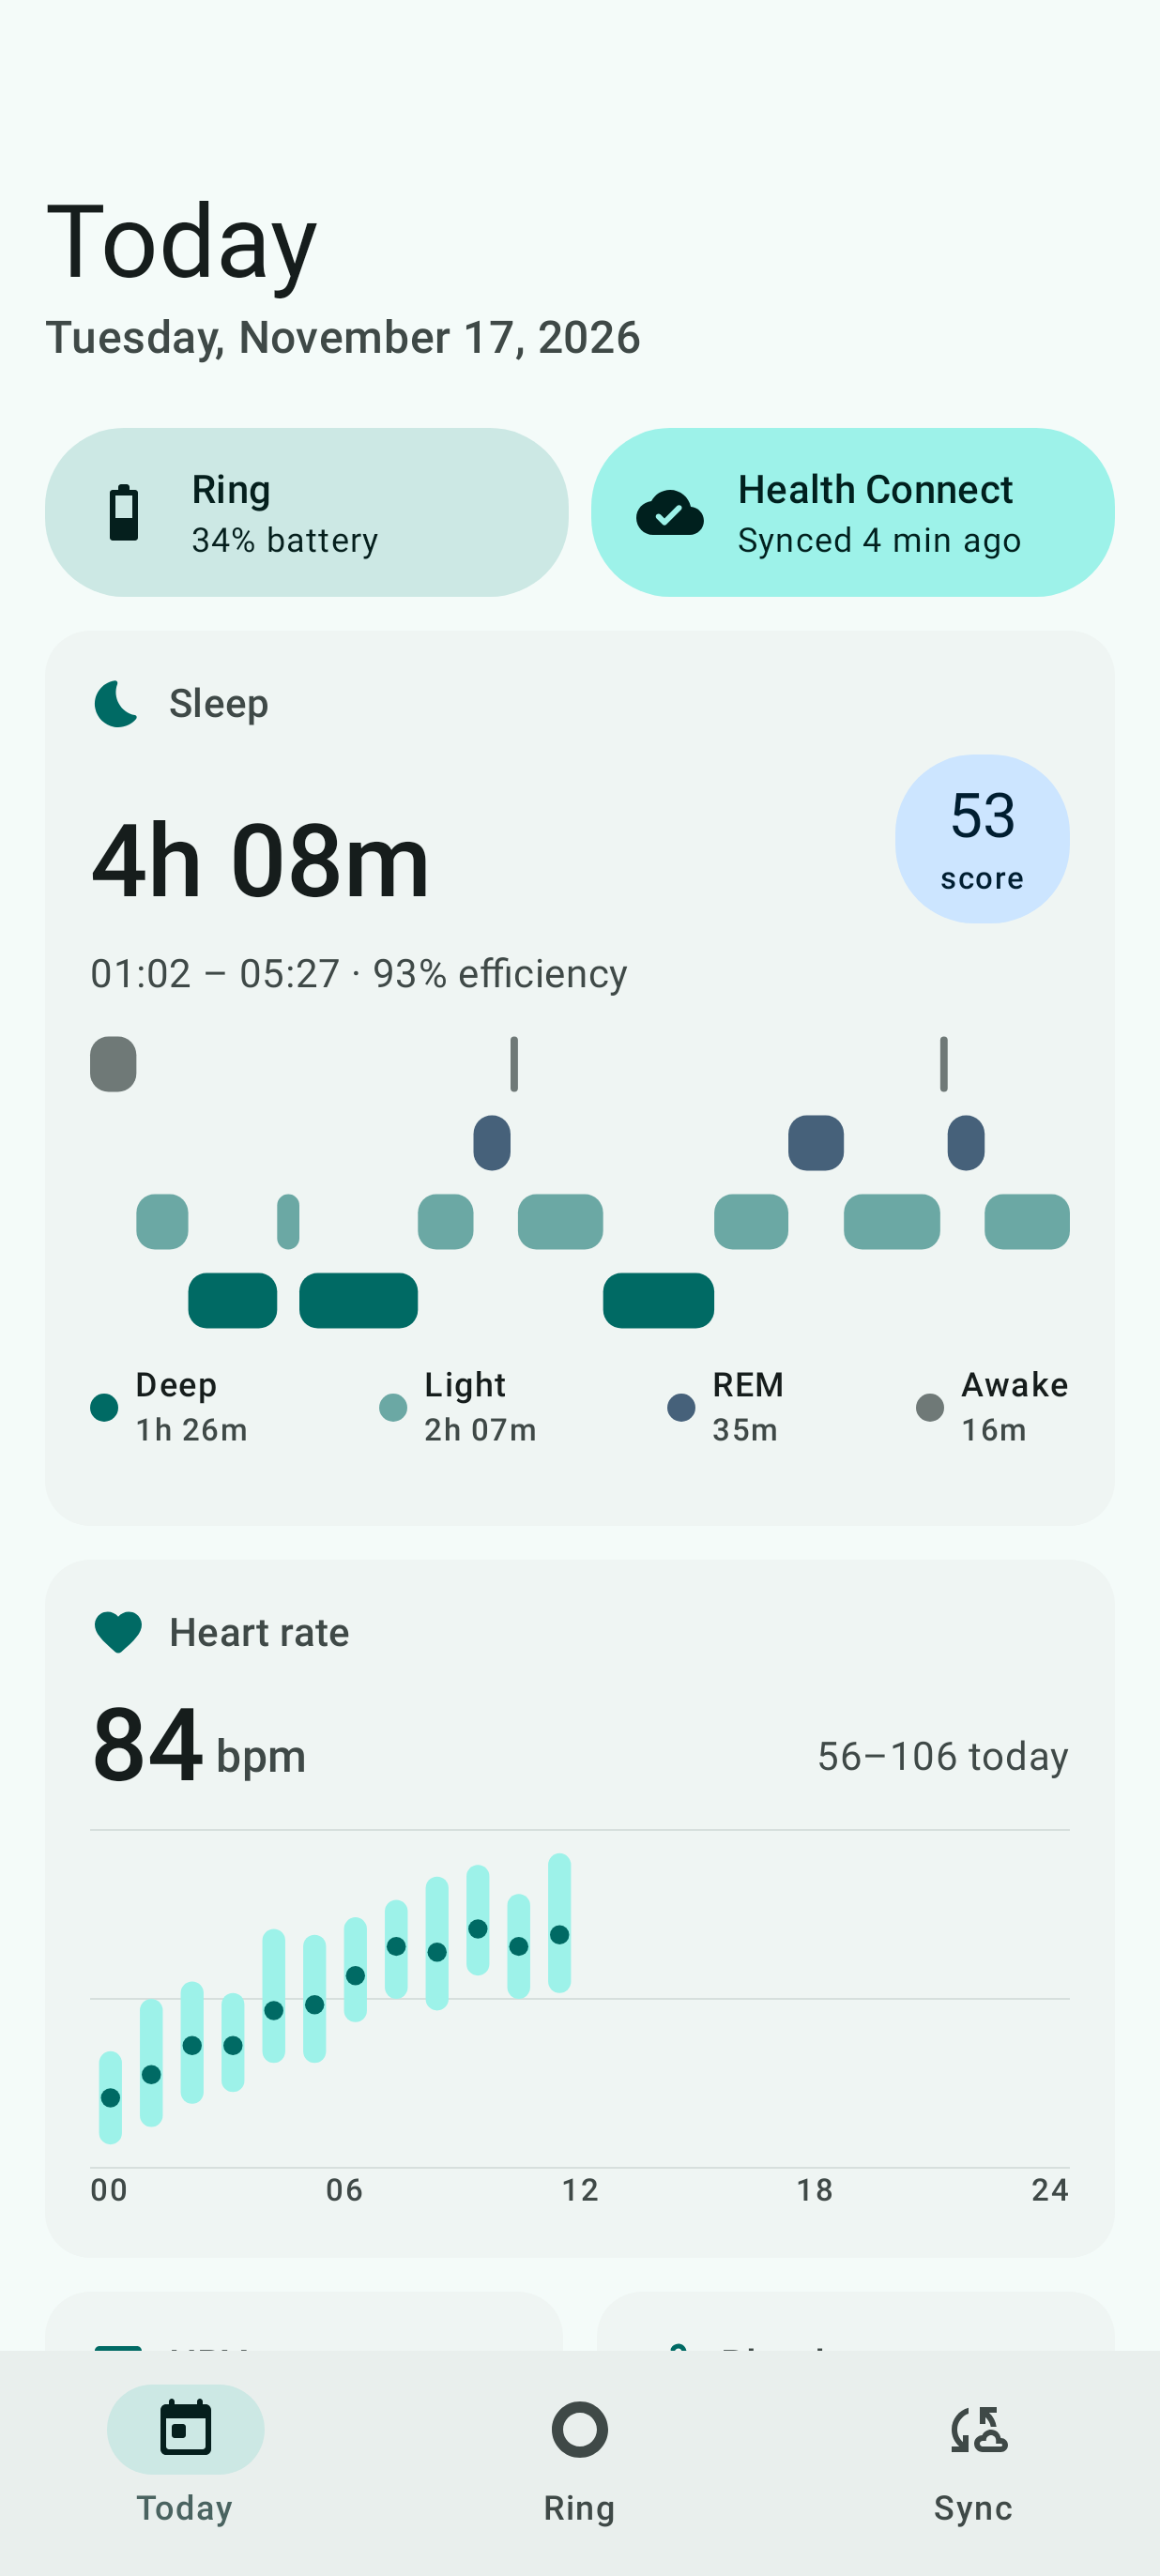 Today
Tuesday, November 17, 2026
Ring
34% battery
Health Connect
Synced 4 min ago
Sleep
4h 08m
53
score
01:02 – 05:27 · 93% efficiency
Deep
1h 26m
Light
2h 07m
REM
35m
Awake
16m
Heart rate
84 bpm
56–106 today
00 06 12 18 24
Today
Ring
Sync